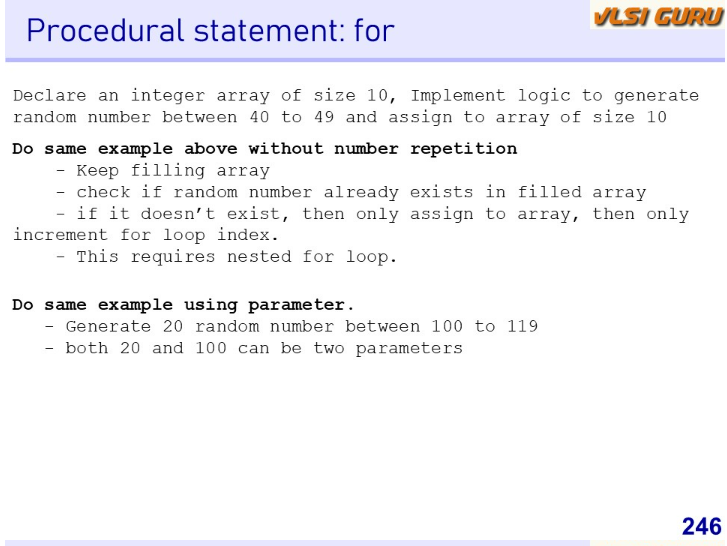 Procedural statement: for
VLSI GURU
Declare an integer array of size 10, Implement logic to generate
random number between 40 to 49 and assign to array of size 10
Do same example above without number repetition
- Keep filling array
- check if random number already exists in filled array
- if it doesn’t exist, then only assign to array, then only
increment for loop index.
- This requires nested for loop.
Do same example using parameter.
- Generate 20 random number between 100 to 119
- both 20 and 100 can be two parameters
246